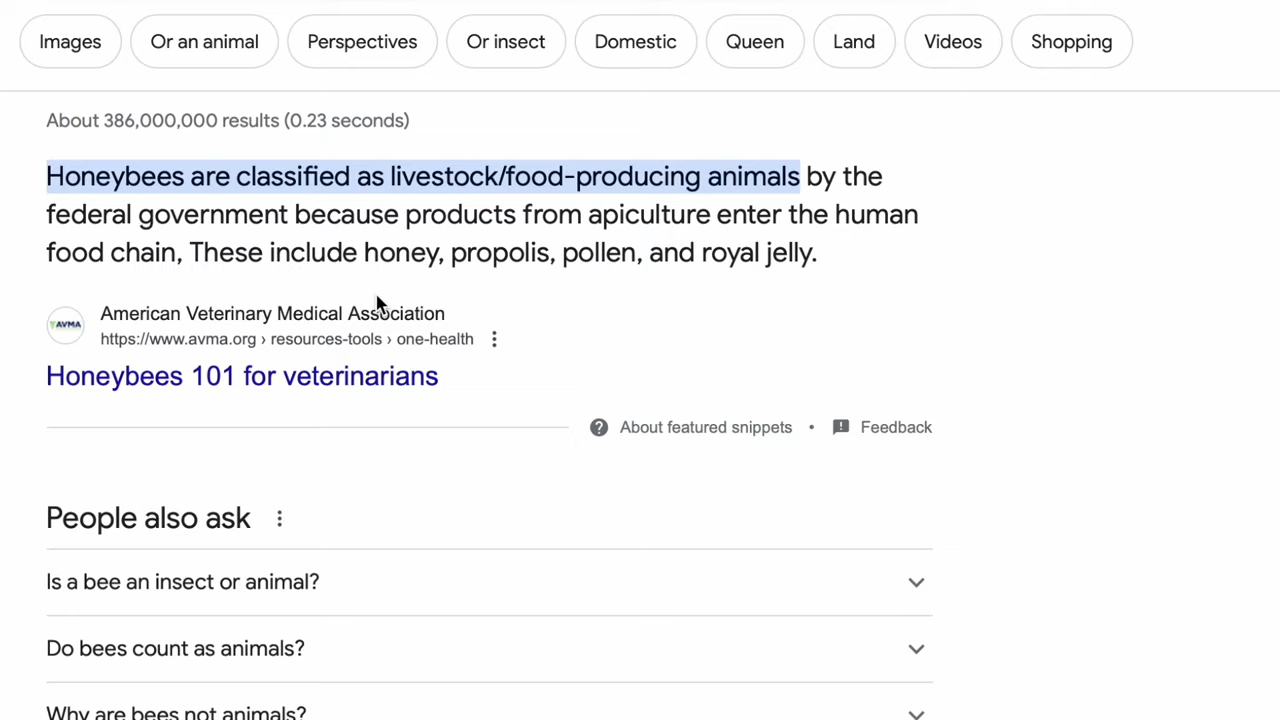 Images Or an animal Perspectives Or insect Domestic Queen Land Videos Shopping
About 386,000,000 results (0.23 seconds)
Honeybees are classified as livestock/food-producing animals by the
federal government because products from apiculture enter the human
food chain, These include honey, propolis, pollen, and royal jelly.
AVMA
American Veterinary Medical Association
https://www.avma.org › resources-tools › one-health
Honeybees 101 for veterinarians
About featured snippets • Feedback
People also ask
Is a bee an insect or animal?
Do bees count as animals?
Why are bees not animals?